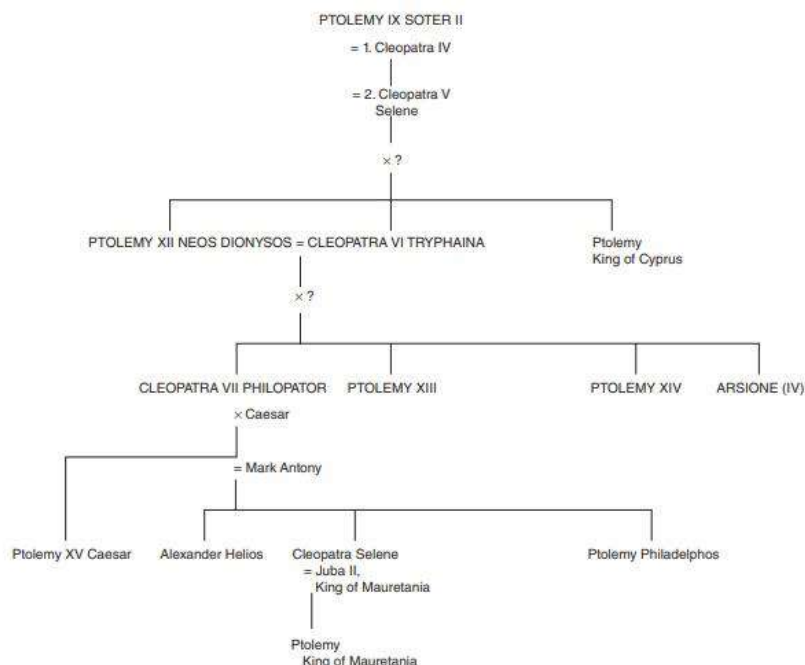 PTOLEMY IX SOTER II
= 1. Cleopatra IV
= 2. Cleopatra V
Selene
× ?
PTOLEMY XII NEOS DIONYSOS = CLEOPATRA VI TRYPHAINA
Ptolemy
King of Cyprus
× ?
CLEOPATRA VII PHILOPATOR
PTOLEMY XIII
PTOLEMY XIV
ARSIONE (IV)
× Caesar
= Mark Antony
Ptolemy XV Caesar
Alexander Helios
Cleopatra Selene
= Juba II,
King of Mauretania
Ptolemy Philadelphos
Ptolemy
King of Mauretania